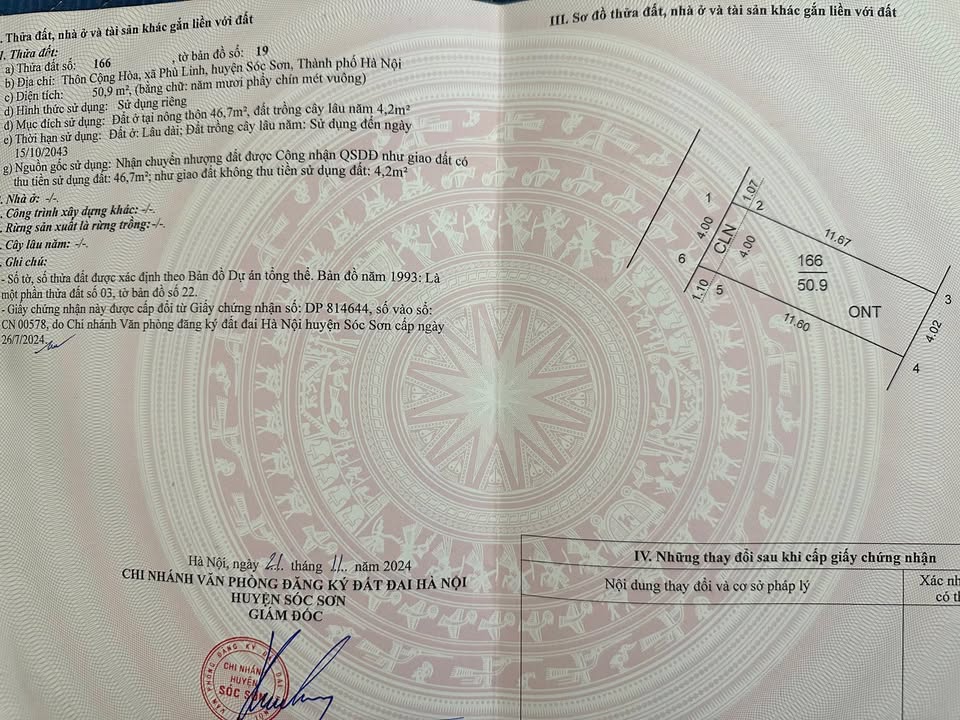 . Thửa đất, nhà ở và tài sản khác gắn liền với đất
. Thửa đất:
a) Thửa đất số: 166 , tờ bản đồ số: 19
b) Địa chỉ: Thôn Cộng Hòa, xã Phù Linh, huyện Sóc Sơn, Thành phố Hà Nội
c) Diện tích: 50,9 m², (bằng chữ: năm mươi phẩy chín mét vuông)
d) Hình thức sử dụng: Sử dụng riêng
đ) Mục đích sử dụng: Đất ở tại nông thôn 46,7m², đất trồng cây lâu năm 4,2m²
e) Thời hạn sử dụng: Đất ở: Lâu dài; Đất trồng cây lâu năm: Sử dụng đến ngày
15/10/2043
g) Nguồn gốc sử dụng: Nhận chuyển nhượng đất được Công nhận QSDĐ như giao đất có
thu tiền sử dụng đất: 46,7m²; như giao đất không thu tiền sử dụng đất: 4,2m²
. Nhà ở: -/-.
. Công trình xây dựng khác: -/-.
. Rừng sản xuất là rừng trồng:-/-.
. Cây lâu năm: -/-.
. Ghi chú:
- Số tờ, số thửa đất được xác định theo Bản đồ Dự án tổng thể. Bản đồ năm 1993: Là
một phần thửa đất số 03, tờ bản đồ số 22.
- Giấy chứng nhận này được cấp đổi từ Giấy chứng nhận số: DP 814644, số vào sổ:
CN 00578, do Chi nhánh Văn phòng đăng ký đất đai Hà Nội huyện Sóc Sơn cấp ngày
26/7/2024.
Hà Nội, ngày 21. tháng 11.. năm 2024
CHI NHÁNH VĂN PHÒNG ĐĂNG KÝ ĐẤT ĐAI HÀ NỘI
HUYỆN SÓC SƠN
GIÁM ĐỐC
VĂN PHÒNG ĐĂNG KÝ ĐẤT ĐAI
CHI NHÁN
HUYỆN
SÓC S
III. Sơ đồ thửa đất, nhà ở và tài sản khác gắn liền với đất
1
1.07
2
4.00
CLN
4.00
11.67
6
166
50.9
1.10
5
ONT
3
11.60
4.02
4
IV. Những thay đổi sau khi cấp giấy chứng nhận
Nội dung thay đổi và cơ sở pháp lý
Xác nh
có th